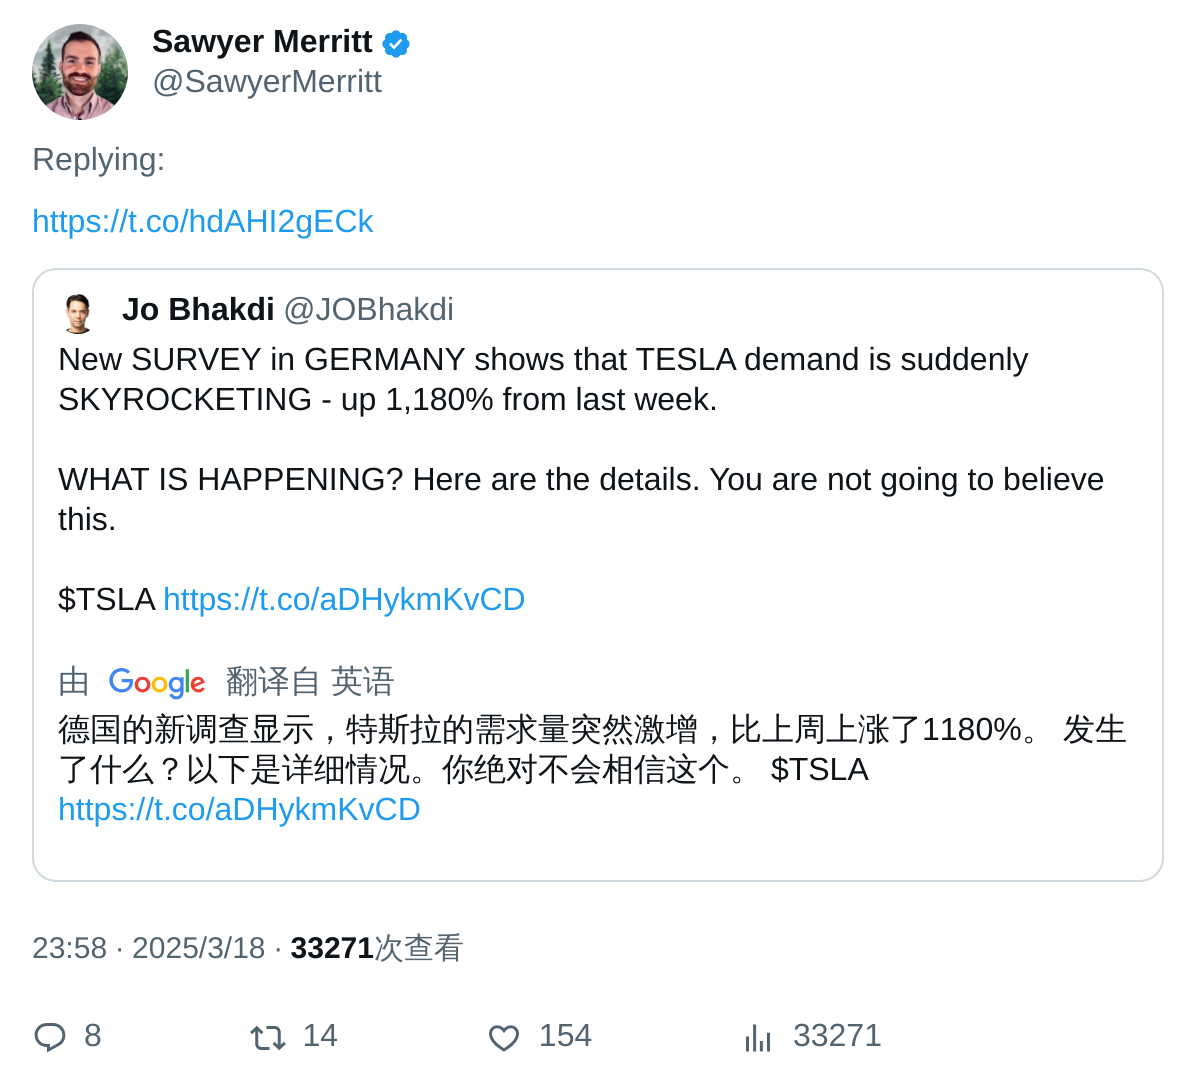 Sawyer Merritt
@SawyerMerritt
Replying:
https://t.co/hdAHI2gECk
Jo Bhakdi @JOBhakdi
New SURVEY in GERMANY shows that TESLA demand is suddenly
SKYROCKETING - up 1,180% from last week.
WHAT IS HAPPENING? Here are the details. You are not going to believe
this.
$TSLA https://t.co/aDHykmKvCD
由 Google 翻译自 英语
德国的新调查显示，特斯拉的需求量突然激增，比上周上涨了1180%。 发生
了什么？以下是详细情况。你绝对不会相信这个。 $TSLA
https://t.co/aDHykmKvCD
23:58 · 2025/3/18 · 33271次查看
8 14 154 33271